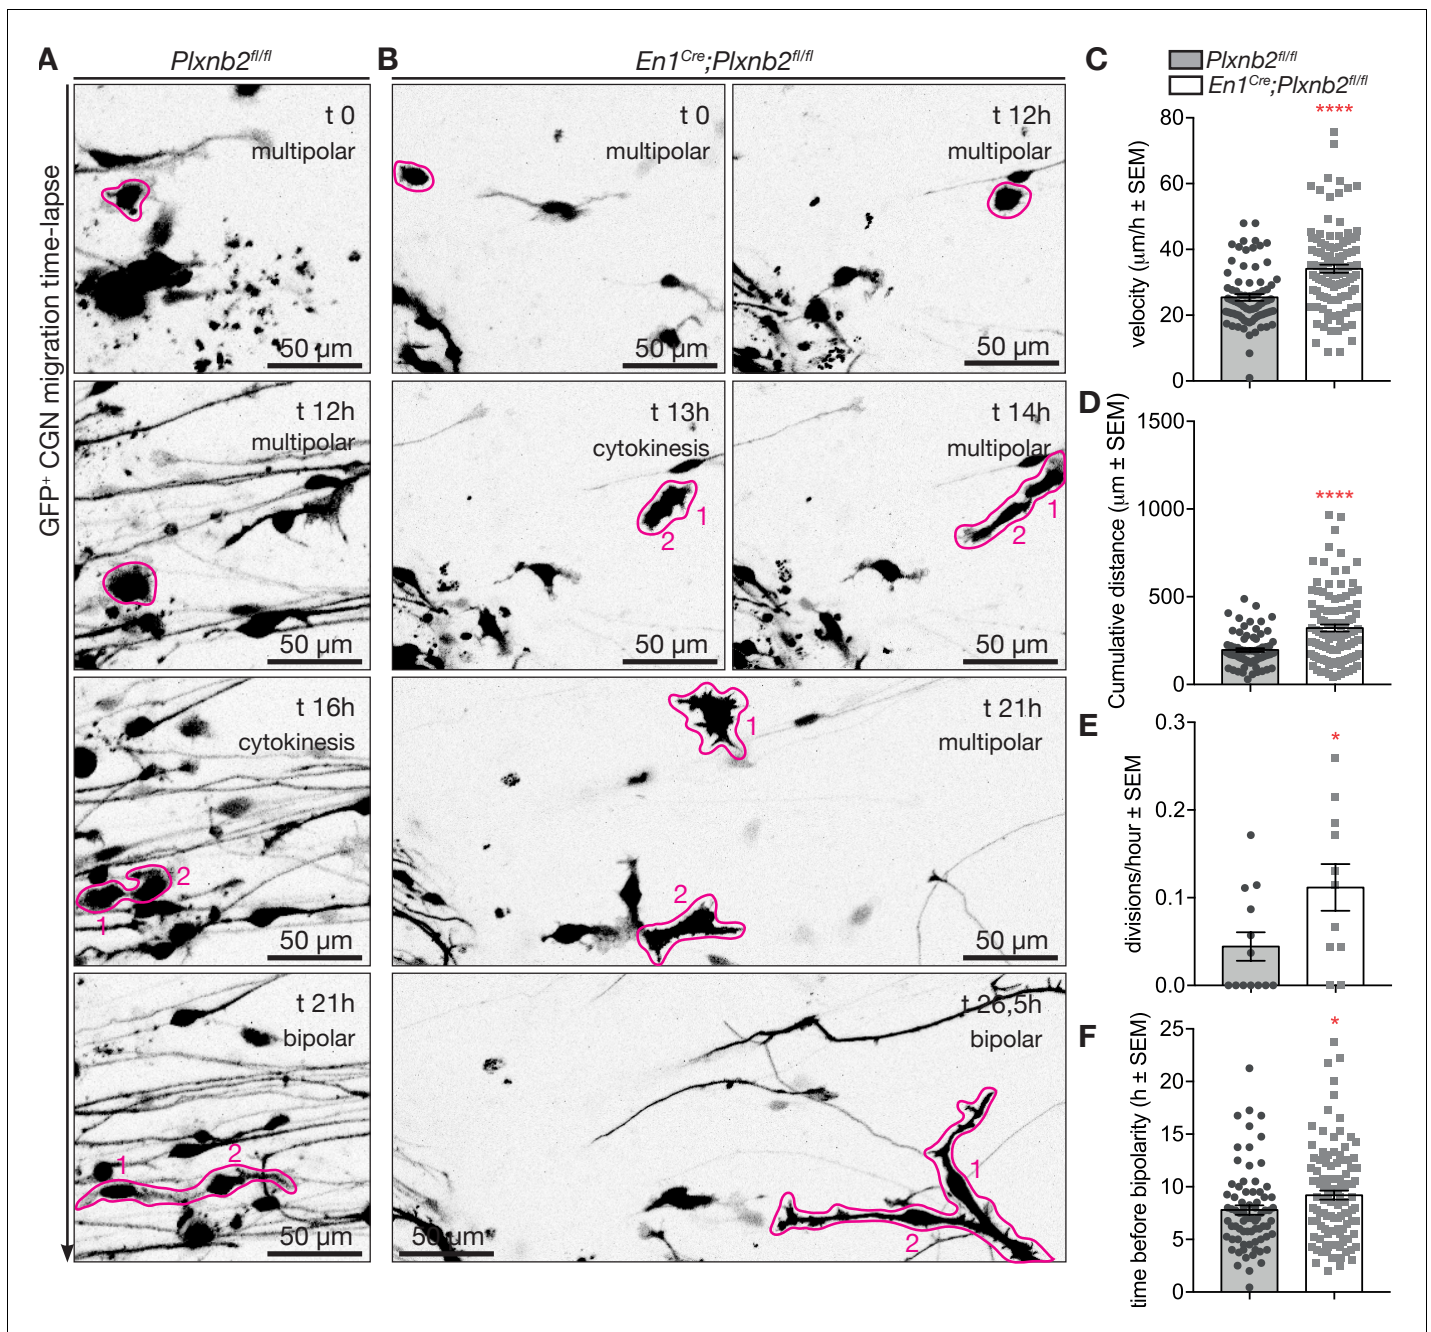 A
Plxnb2fl/fl
B
En1Cre;Plxnb2fl/fl
GFP+ CGN migration time-lapse
t 0
multipolar
50 µm
t 12h
multipolar
50 µm
t 16h
cytokinesis
1
2
50 µm
t 21h
bipolar
1
2
50 µm
t 0
multipolar
50 µm
t 12h
multipolar
50 µm
t 13h
cytokinesis
1
2
50 µm
t 14h
multipolar
1
2
50 µm
t 21h
multipolar
1
2
50 µm
t 26,5h
bipolar
1
2
50 µm
C
Plxnb2fl/fl
En1Cre;Plxnb2fl/fl
velocity (µm/h ± SEM)
80
60
40
20
0
****
D
Cumulative distance (µm ± SEM)
1500
1000
500
0
****
E
divisions/hour ± SEM
0.3
0.2
0.1
0.0
*
F
time before bipolarity (h ± SEM)
25
20
15
10
5
0
*